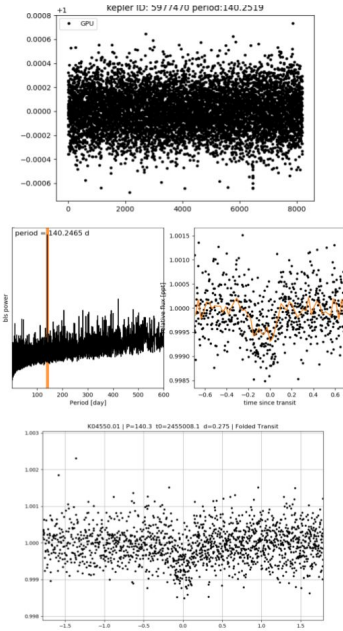 kepler ID: 5977470 period:140.2519
+1
GPU
0.0008
0.0006
0.0004
0.0002
0.0000
−0.0002
−0.0004
−0.0006
0 2000 4000 6000 8000
period = 140.2465 d
bls power
100 200 300 400 500 600
Period [day]
1.0015
1.0010
1.0005
1.0000
0.9995
0.9990
0.9985
flux [ppt]
−0.6 −0.4 −0.2 0.0 0.2 0.4 0.6
time since transit
K04550.01 | P=140.3 t0=2455008.1 d=0.275 | Folded Transit
1.003
1.002
1.001
1.000
0.999
0.998
−1.5 −1.0 −0.5 0.0 0.5 1.0 1.5